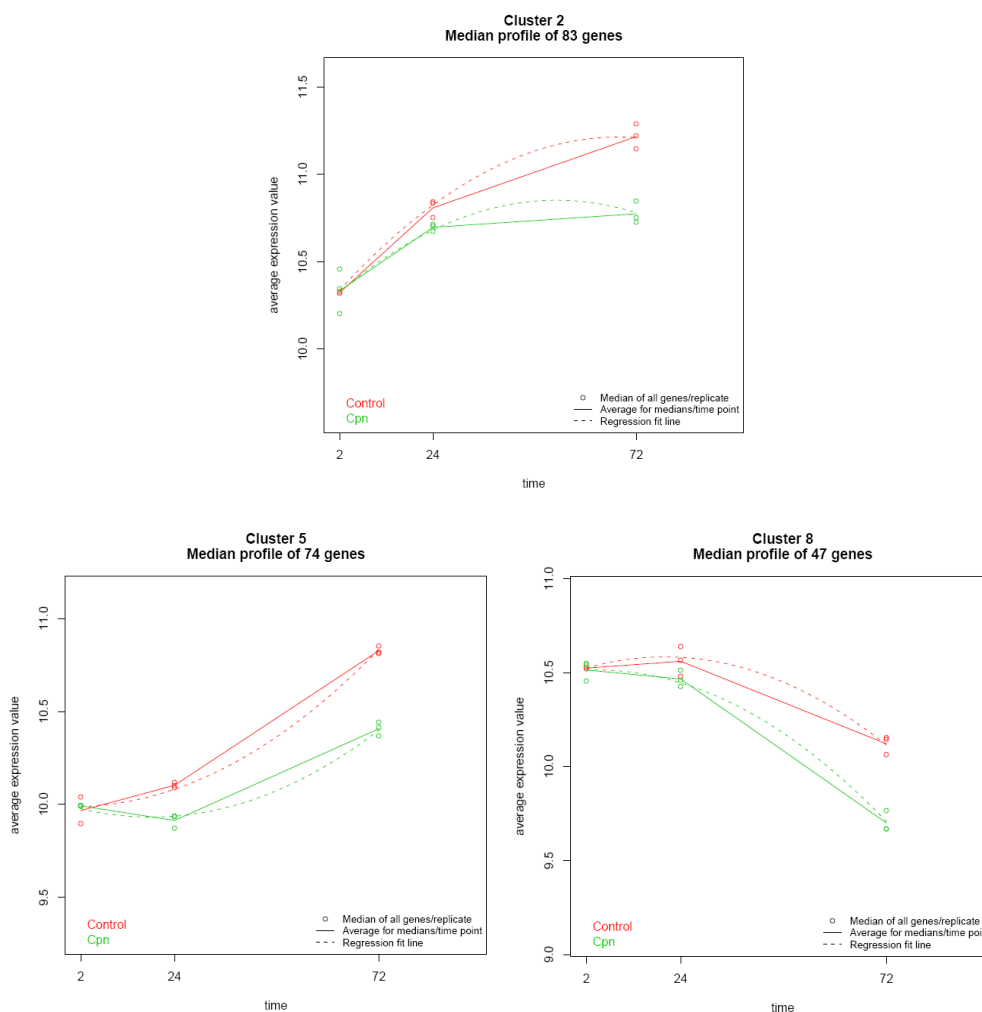 Cluster 2
Median profile of 83 genes
average expression value
11.5
11.0
10.5
10.0
Control
Cpn
Median of all genes/replicate
Average for medians/time point
Regression fit line
2 24 72
time
Cluster 5
Median profile of 74 genes
average expression value
11.0
10.5
10.0
9.5
Control
Cpn
Median of all genes/replicate
Average for medians/time point
Regression fit line
2 24 72
time
Cluster 8
Median profile of 47 genes
average expression value
11.0
10.5
10.0
9.5
9.0
Control
Cpn
Median of all genes/replicate
Average for medians/time poi
Regression fit line
2 24 72
time